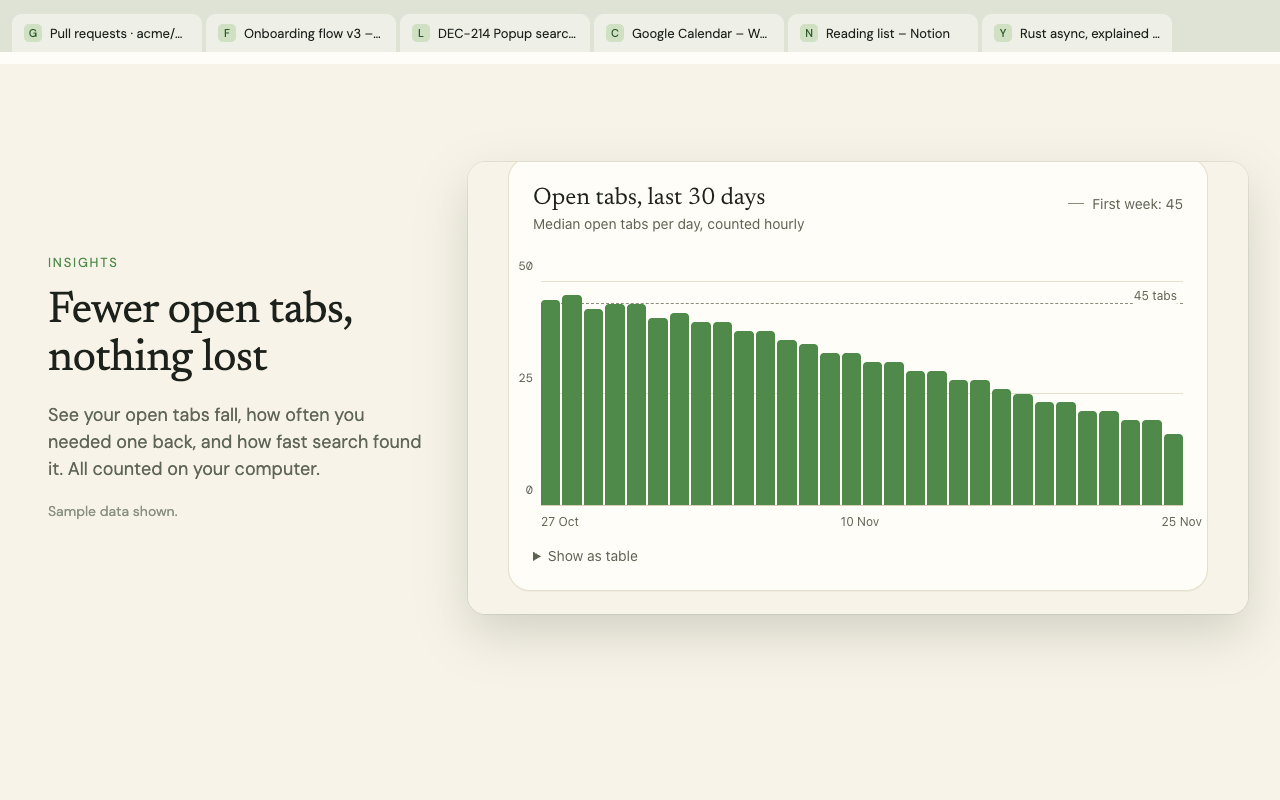 G Pull requests · acme/…
F Onboarding flow v3 –…
L DEC-214 Popup searc…
C Google Calendar – W…
N Reading list – Notion
Y Rust async, explained …
INSIGHTS
Fewer open tabs,
nothing lost
See your open tabs fall, how often you
needed one back, and how fast search found
it. All counted on your computer.
Sample data shown.
Open tabs, last 30 days
Median open tabs per day, counted hourly
First week: 45
50
45 tabs
25
0
27 Oct
10 Nov
25 Nov
Show as table